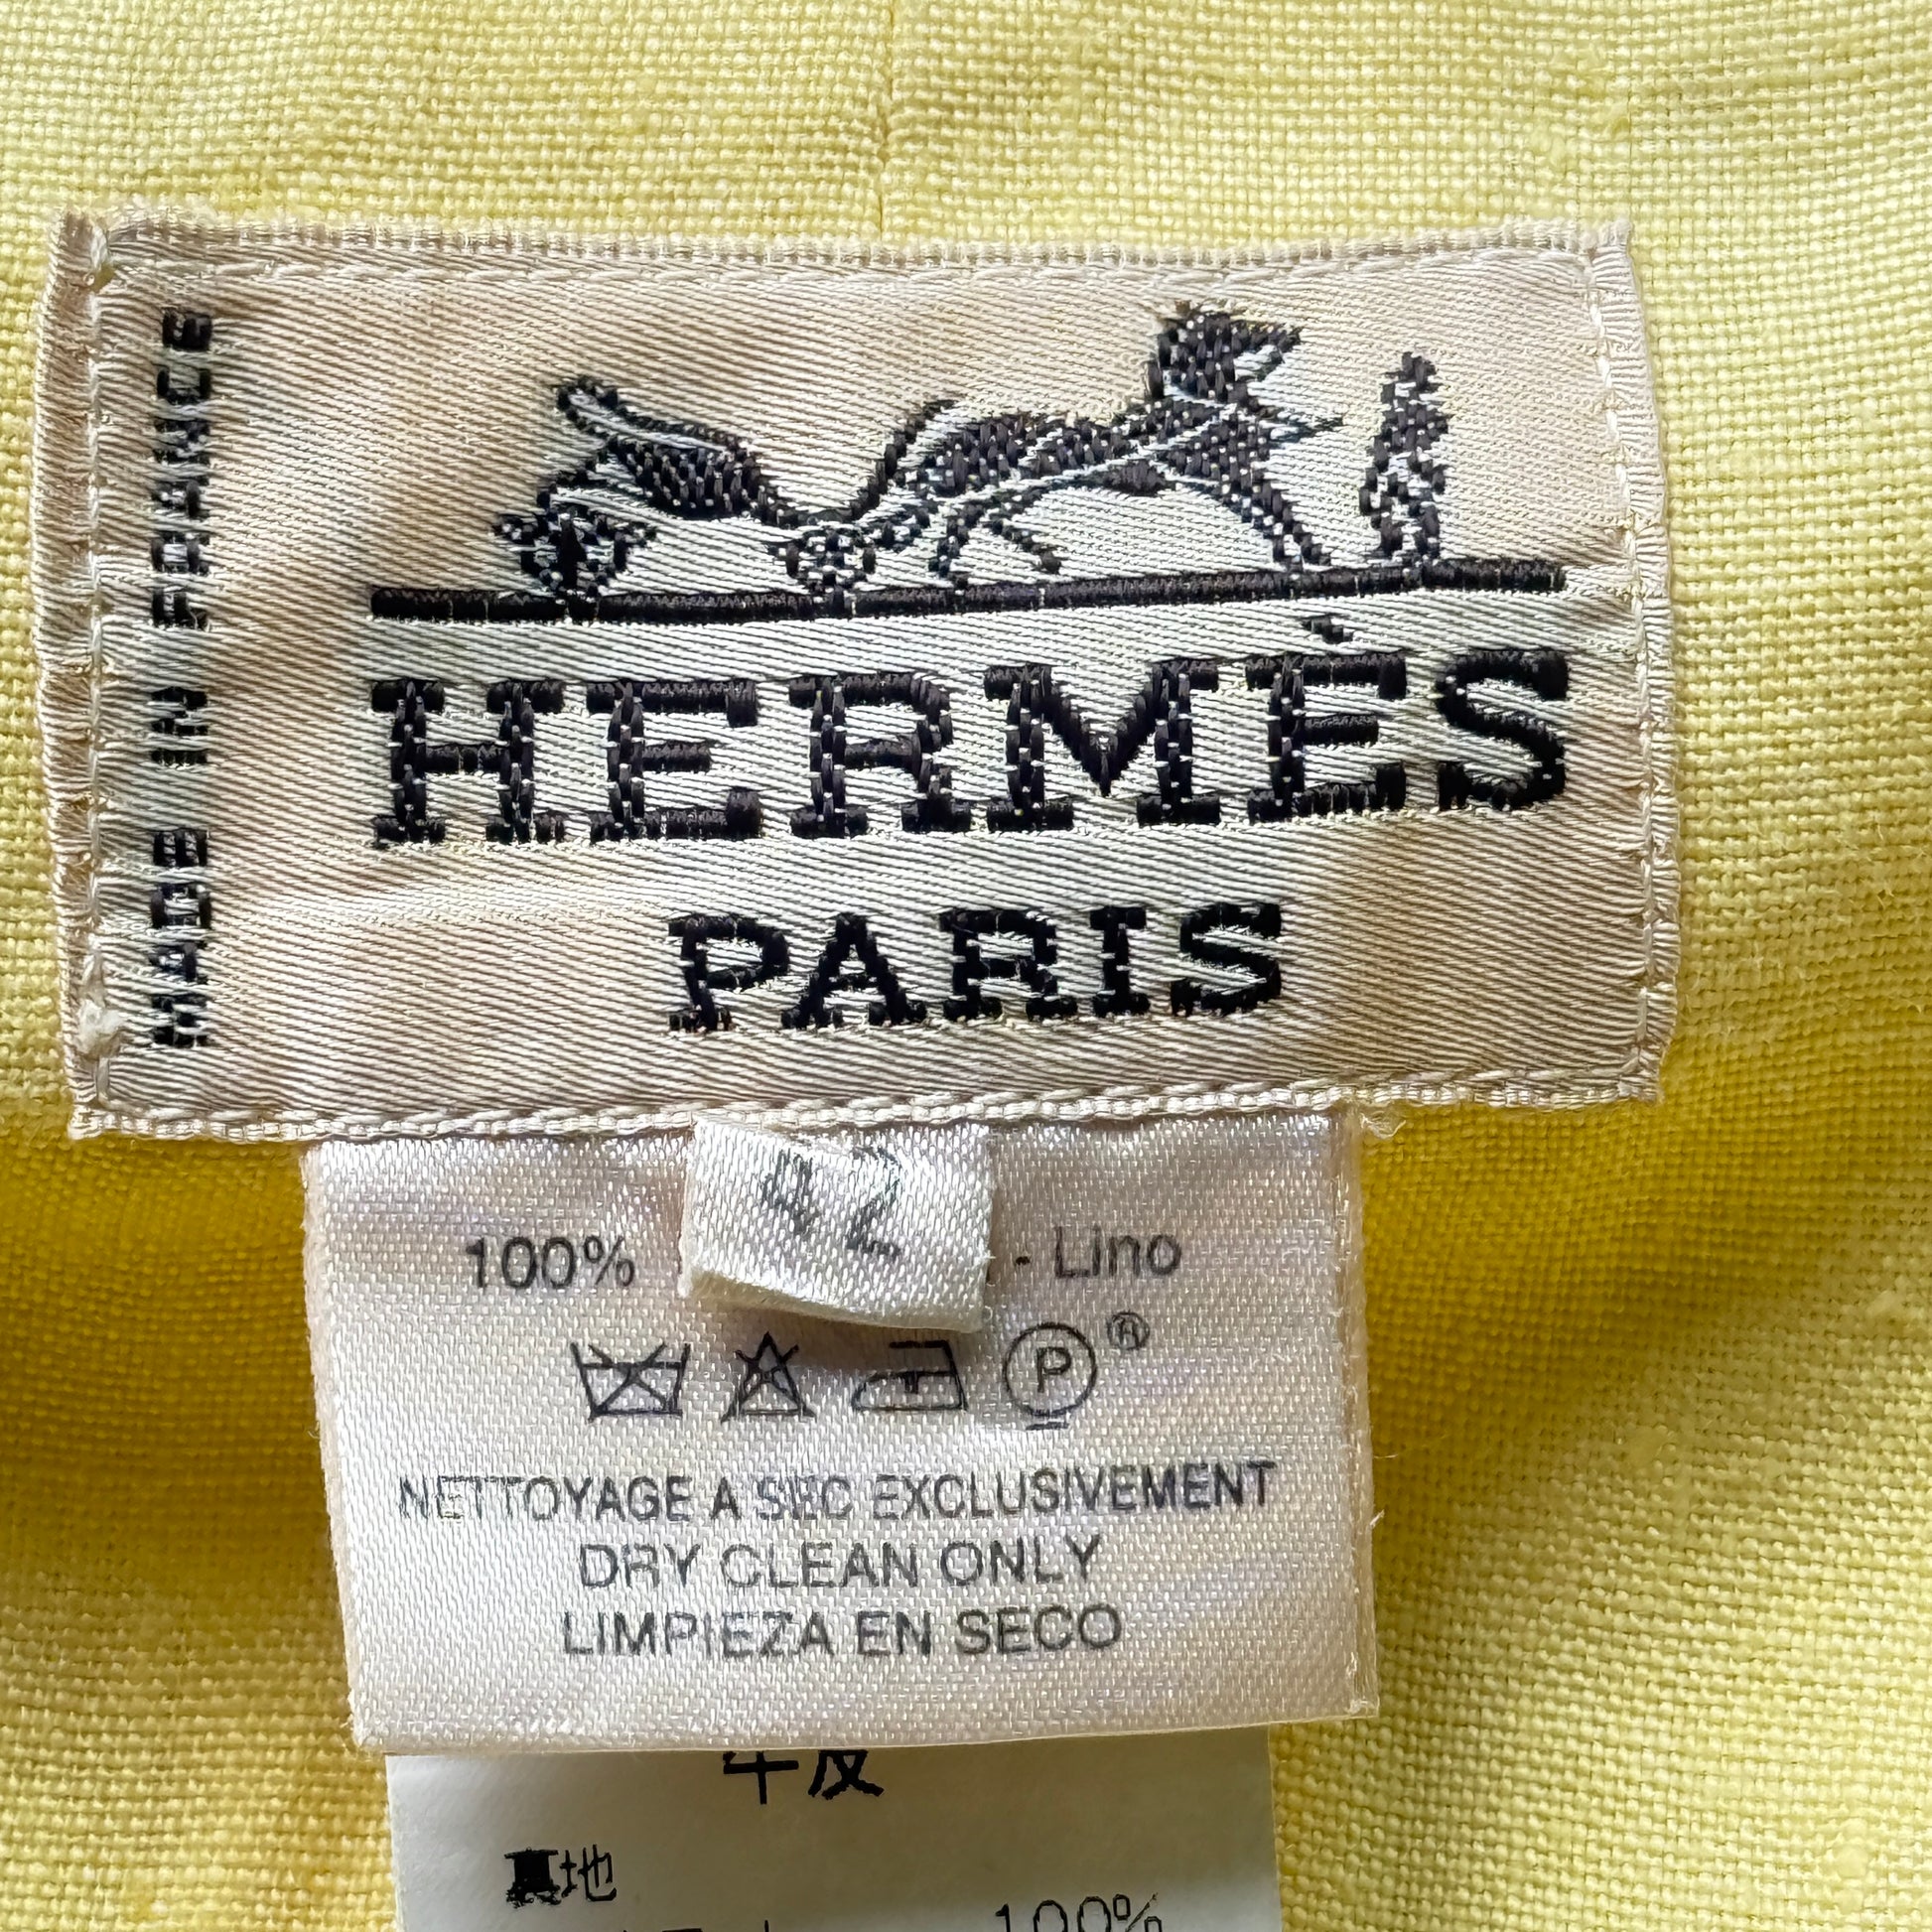 MADE IN FRANCE
HERMÈS
PARIS
42
100% - Lino
NETTOYAGE A SEC EXCLUSIVEMENT
DRY CLEAN ONLY
LIMPIEZA EN SECO
牛皮
裏地
100%